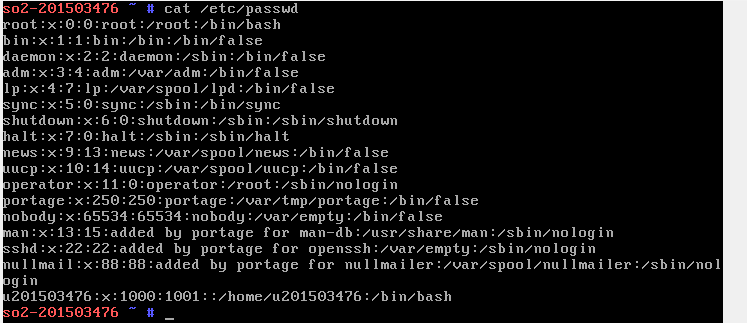 so2-201503476 ~ # cat /etc/passwd
root:x:0:0:root:/root:/bin/bash
bin:x:1:1:bin:/bin:/bin/false
daemon:x:2:2:daemon:/sbin:/bin/false
adm:x:3:4:adm:/var/adm:/bin/false
lp:x:4:7:lp:/var/spool/lpd:/bin/false
sync:x:5:0:sync:/sbin:/bin/sync
shutdown:x:6:0:shutdown:/sbin:/sbin/shutdown
halt:x:7:0:halt:/sbin:/sbin/halt
news:x:9:13:news:/var/spool/news:/bin/false
uucp:x:10:14:uucp:/var/spool/uucp:/bin/false
operator:x:11:0:operator:/root:/sbin/nologin
portage:x:250:250:portage:/var/tmp/portage:/bin/false
nobody:x:65534:65534:nobody:/var/empty:/bin/false
man:x:13:15:added by portage for man-db:/usr/share/man:/sbin/nologin
sshd:x:22:22:added by portage for openssh:/var/empty:/sbin/nologin
nullmail:x:88:88:added by portage for nullmailer:/var/spool/nullmailer:/sbin/nol
ogin
u201503476:x:1000:1001::/home/u201503476:/bin/bash
so2-201503476 ~ # _